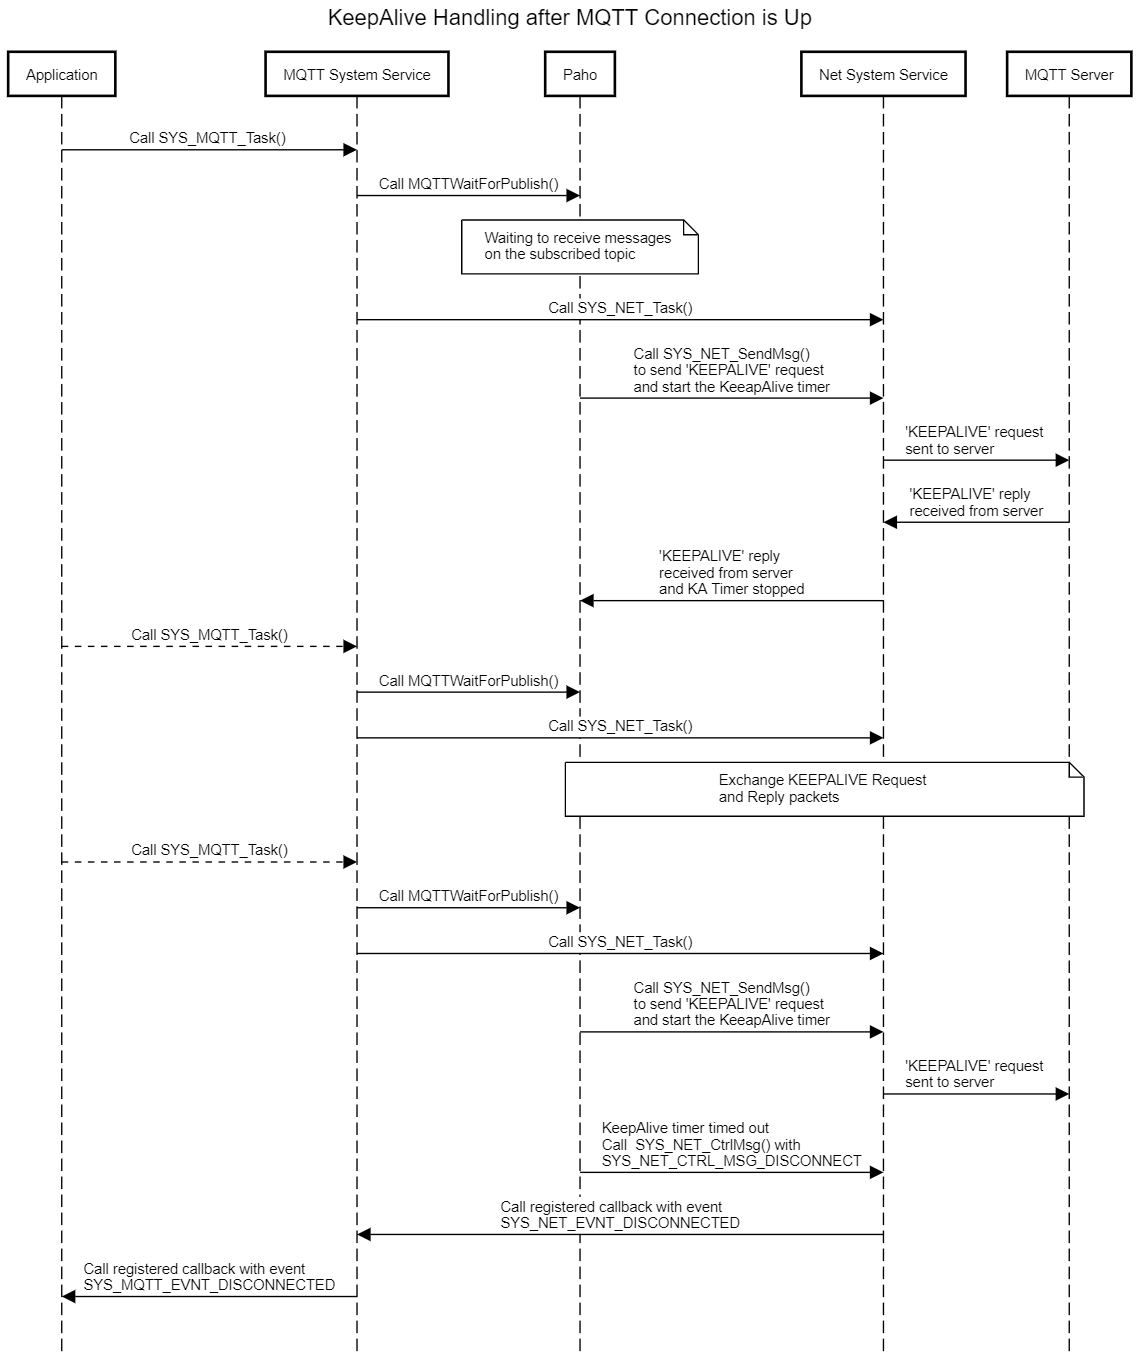 KeepAlive Handling after MQTT Connection is Up
Application
MQTT System Service
Paho
Net System Service
MQTT Server
Call SYS_MQTT_Task()
Call MQTTWaitForPublish()
Waiting to receive messages
on the subscribed topic
Call SYS_NET_Task()
Call SYS_NET_SendMsg()
to send 'KEEPALIVE' request
and start the KeeapAlive timer
'KEEPALIVE' request
sent to server
'KEEPALIVE' reply
received from server
'KEEPALIVE' reply
received from server
and KA Timer stopped
Call SYS_MQTT_Task()
Call MQTTWaitForPublish()
Call SYS_NET_Task()
Exchange KEEPALIVE Request
and Reply packets
Call SYS_MQTT_Task()
Call MQTTWaitForPublish()
Call SYS_NET_Task()
Call SYS_NET_SendMsg()
to send 'KEEPALIVE' request
and start the KeeapAlive timer
'KEEPALIVE' request
sent to server
KeepAlive timer timed out
Call  SYS_NET_CtrlMsg() with
SYS_NET_CTRL_MSG_DISCONNECT
Call registered callback with event
SYS_NET_EVNT_DISCONNECTED
Call registered callback with event
SYS_MQTT_EVNT_DISCONNECTED